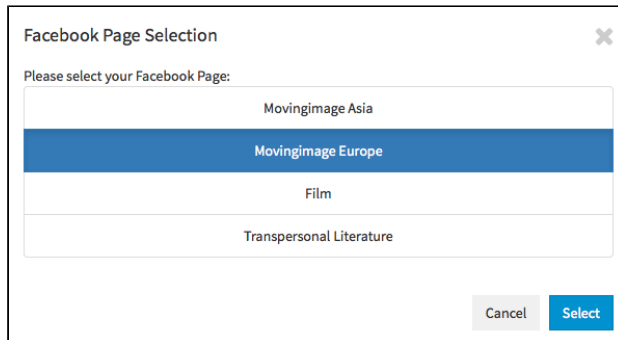 Facebook Page Selection
Please select your Facebook Page:
Movingimage Asia
Movingimage Europe
Film
Transpersonal Literature
Cancel Select